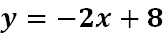 y = −2x + 8